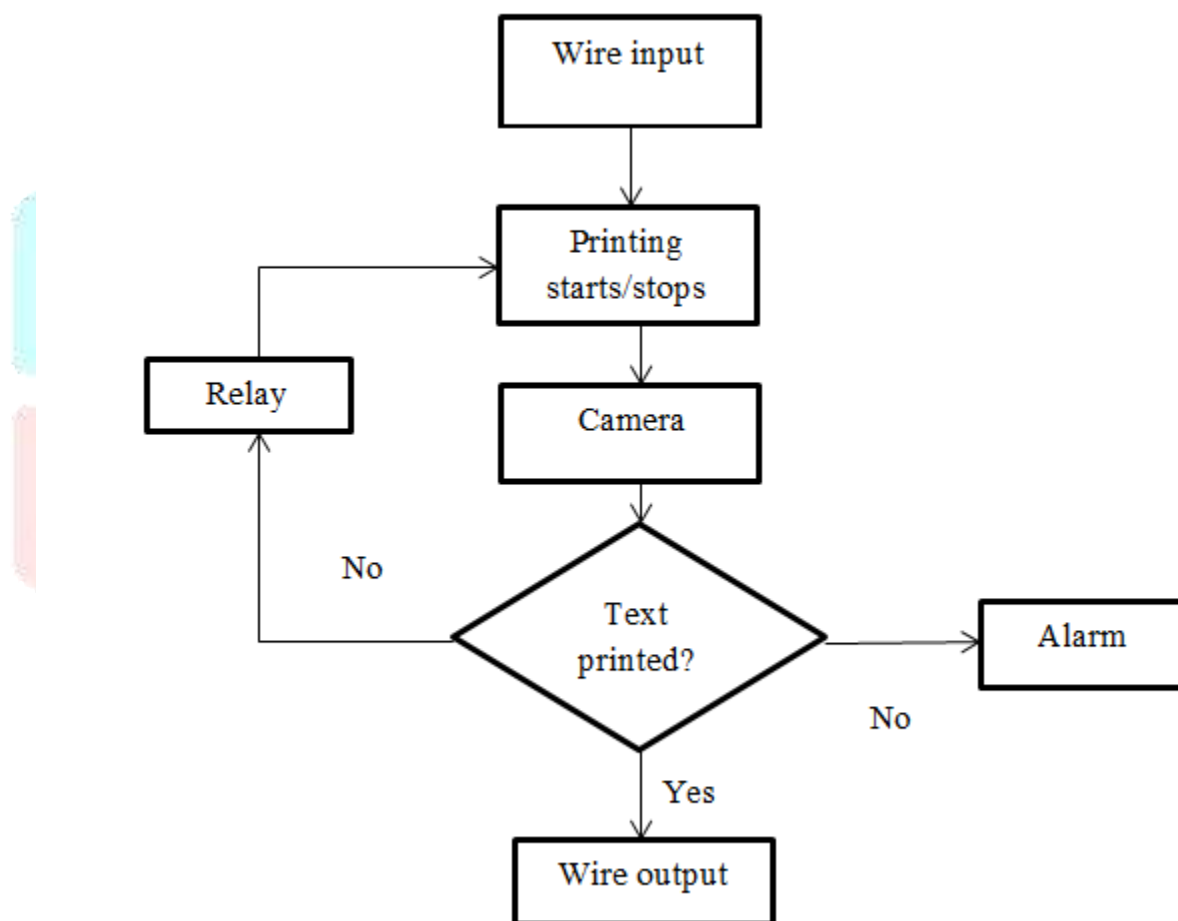 Wire input
Printing
starts/stops
Relay
Camera
No
Text
printed?
Alarm
No
Yes
Wire output